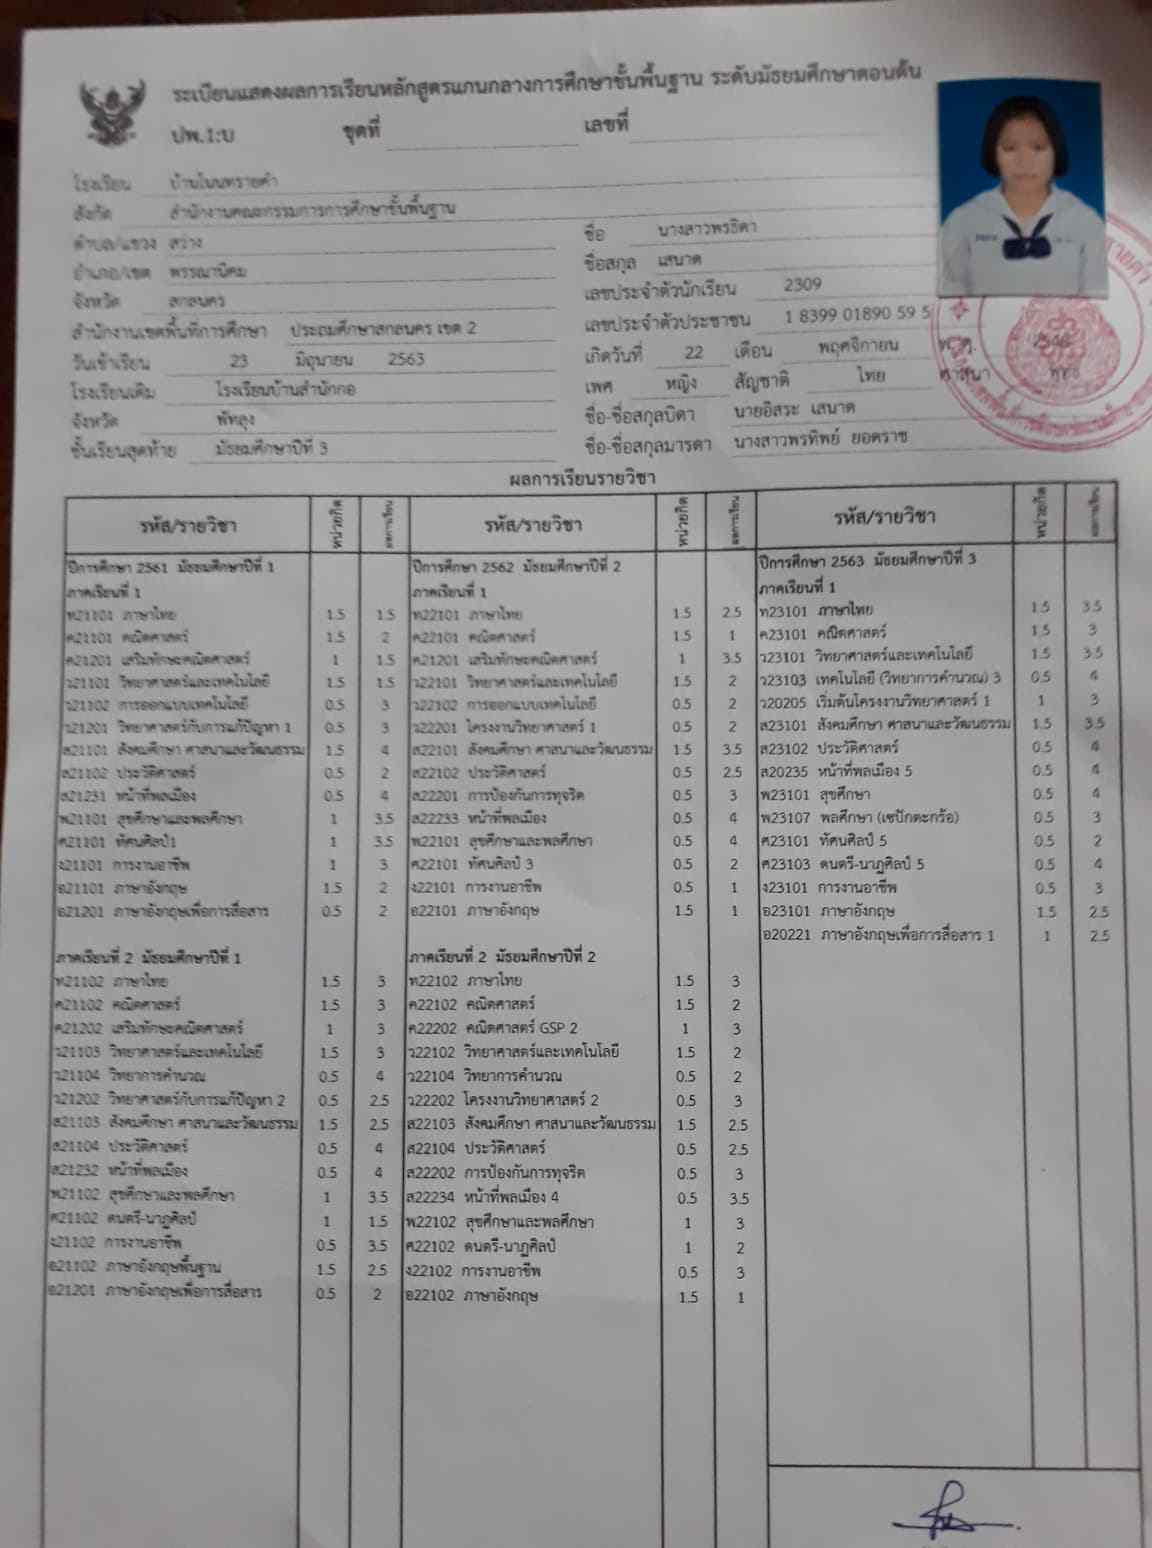 ระเบียนแสดงผลการเรียนหลักสูตรแกนกลางการศึกษาขั้นพื้นฐาน ระดับมัธยมศึกษาตอนต้น
ปพ.1:บ ชุดที่ เลขที่
โรงเรียน บ้านโนนทรายคำ
สังกัด สำนักงานคณะกรรมการการศึกษาขั้นพื้นฐาน
ตำบล/แขวง สว่าง
อำเภอ/เขต พรรณานิคม
จังหวัด สกลนคร
สำนักงานเขตพื้นที่การศึกษา ประถมศึกษาสกลนคร เขต 2
วันเข้าเรียน 23 มิถุนายน 2563
โรงเรียนเดิม โรงเรียนบ้านสำนักกอ
จังหวัด พัทลุง
ชั้นเรียนสุดท้าย มัธยมศึกษาปีที่ 3
ชื่อ นางสาวพรธิดา
ชื่อสกุล เสนาด
เลขประจำตัวนักเรียน 2309
เลขประจำตัวประชาชน 1 8399 01890 59 5
เกิดวันที่ 22 เดือน พฤศจิกายน พ.ศ.
เพศ หญิง สัญชาติ ไทย ศาสนา พุทธ
ชื่อ-ชื่อสกุลบิดา นายอิสระ เสนาด
ชื่อ-ชื่อสกุลมารดา นางสาวพรทิพย์ ยอดราช
ผลการเรียนรายวิชา
รหัส/รายวิชา หน่วยกิต ผลการเรียน
ปีการศึกษา 2561 มัธยมศึกษาปีที่ 1
ภาคเรียนที่ 1
ท21101 ภาษาไทย 1.5 1.5
ค21101 คณิตศาสตร์ 1.5 2
ค21201 เสริมทักษะคณิตศาสตร์ 1 1.5
ว21101 วิทยาศาสตร์และเทคโนโลยี 1.5 1.5
ว21102 การออกแบบเทคโนโลยี 0.5 3
ว21201 วิทยาศาสตร์กับการแก้ปัญหา 1 0.5 3
ส21101 สังคมศึกษา ศาสนาและวัฒนธรรม 1.5 4
ส21102 ประวัติศาสตร์ 0.5 2
ส21231 หน้าที่พลเมือง 0.5 4
พ21101 สุขศึกษาและพลศึกษา 1 3.5
ศ21101 ทัศนศิลป์1 1 3.5
ง21101 การงานอาชีพ 1 3
อ21101 ภาษาอังกฤษ 1.5 2
อ21201 ภาษาอังกฤษเพื่อการสื่อสาร 0.5 2
ภาคเรียนที่ 2 มัธยมศึกษาปีที่ 1
ท21102 ภาษาไทย 1.5 3
ค21102 คณิตศาสตร์ 1.5 3
ค21202 เสริมทักษะคณิตศาสตร์ 1 3
ว21103 วิทยาศาสตร์และเทคโนโลยี 1.5 3
ว21104 วิทยาการคำนวณ 0.5 4
ว21202 วิทยาศาสตร์กับการแก้ปัญหา 2 0.5 2.5
ส21103 สังคมศึกษา ศาสนาและวัฒนธรรม 1.5 2.5
ส21104 ประวัติศาสตร์ 0.5 4
ส21232 หน้าที่พลเมือง 0.5 4
พ21102 สุขศึกษาและพลศึกษา 1 3.5
ศ21102 ดนตรี-นาฏศิลป์ 1 1.5
ง21102 การงานอาชีพ 0.5 3.5
อ21102 ภาษาอังกฤษพื้นฐาน 1.5 2.5
อ21201 ภาษาอังกฤษเพื่อการสื่อสาร 0.5 2
รหัส/รายวิชา หน่วยกิต ผลการเรียน
ปีการศึกษา 2562 มัธยมศึกษาปีที่ 2
ภาคเรียนที่ 1
ท22101 ภาษาไทย 1.5 2.5
ค22101 คณิตศาสตร์ 1.5 1
ค21201 เสริมทักษะคณิตศาสตร์ 1 3.5
ว22101 วิทยาศาสตร์และเทคโนโลยี 1.5 2
ว22102 การออกแบบเทคโนโลยี 0.5 2
ว22201 โครงงานวิทยาศาสตร์ 1 0.5 2
ส22101 สังคมศึกษา ศาสนาและวัฒนธรรม 1.5 3.5
ส22102 ประวัติศาสตร์ 0.5 2.5
ส22201 การป้องกันการทุจริต 0.5 3
ส22233 หน้าที่พลเมือง 0.5 4
พ22101 สุขศึกษาและพลศึกษา 0.5 4
ศ22101 ทัศนศิลป์ 3 0.5 2
ง22101 การงานอาชีพ 0.5 1
อ22101 ภาษาอังกฤษ 1.5 1
ภาคเรียนที่ 2 มัธยมศึกษาปีที่ 2
ท22102 ภาษาไทย 1.5 3
ค22102 คณิตศาสตร์ 1.5 2
ค22202 คณิตศาสตร์ GSP 2 1 3
ว22102 วิทยาศาสตร์และเทคโนโลยี 1.5 2
ว22104 วิทยาการคำนวณ 0.5 2
ว22202 โครงงานวิทยาศาสตร์ 2 0.5 3
ส22103 สังคมศึกษา ศาสนาและวัฒนธรรม 1.5 2.5
ส22104 ประวัติศาสตร์ 0.5 2.5
ส22202 การป้องกันการทุจริต 0.5 3
ส22234 หน้าที่พลเมือง 4 0.5 3.5
พ22102 สุขศึกษาและพลศึกษา 1 3
ศ22102 ดนตรี-นาฏศิลป์ 1 2
ง22102 การงานอาชีพ 0.5 3
อ22102 ภาษาอังกฤษ 1.5 1
รหัส/รายวิชา หน่วยกิต ผลการเรียน
ปีการศึกษา 2563 มัธยมศึกษาปีที่ 3
ภาคเรียนที่ 1
ท23101 ภาษาไทย 1.5 3.5
ค23101 คณิตศาสตร์ 1.5 3
ว23101 วิทยาศาสตร์และเทคโนโลยี 1.5 3.5
ว23103 เทคโนโลยี (วิทยาการคำนวณ) 3 0.5 4
ว20205 เริ่มต้นโครงงานวิทยาศาสตร์ 1 1 3
ส23101 สังคมศึกษา ศาสนาและวัฒนธรรม 1.5 3.5
ส23102 ประวัติศาสตร์ 0.5 4
ส20235 หน้าที่พลเมือง 5 0.5 4
พ23101 สุขศึกษา 0.5 4
พ23107 พลศึกษา (เซปักตะกร้อ) 0.5 3
ศ23101 ทัศนศิลป์ 5 0.5 2
ศ23103 ดนตรี-นาฏศิลป์ 5 0.5 4
ง23101 การงานอาชีพ 0.5 3
อ23101 ภาษาอังกฤษ 1.5 2.5
อ20221 ภาษาอังกฤษเพื่อการสื่อสาร 1 1 2.5